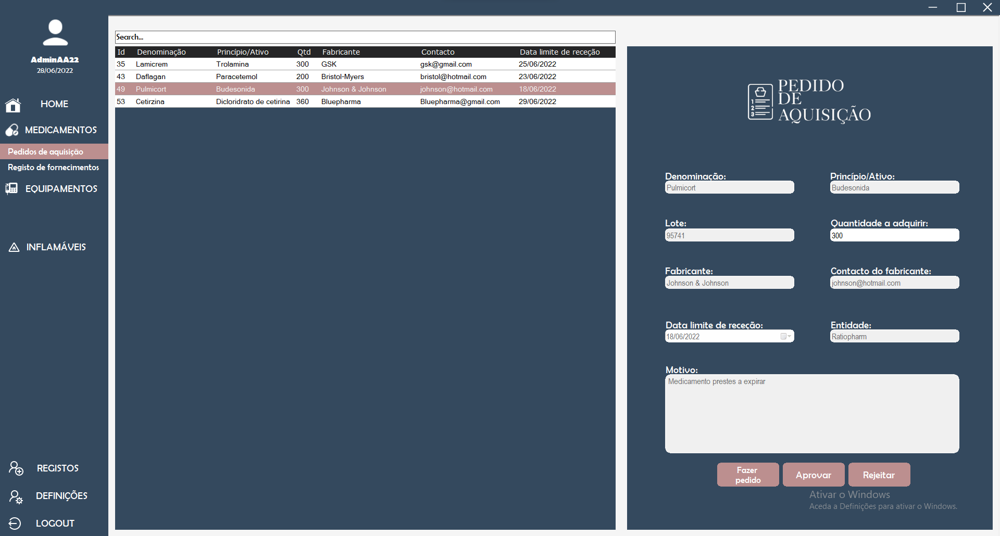 AdminAA22
28/06/2022
HOME
MEDICAMENTOS
Pedidos de aquisição
Registo de fornecimentos
EQUIPAMENTOS
INFLAMÁVEIS
REGISTOS
DEFINIÇÕES
LOGOUT
Search...
Id Denominação Princípio/Ativo Qtd Fabricante Contacto Data limite de receção
35 Lamicrem Trolamina 300 GSK gsk@gmail.com 25/06/2022
43 Daflagan Paracetemol 200 Bristol-Myers bristol@hotmail.com 23/06/2022
49 Pulmicort Budesonida 300 Johnson & Johnson johnson@hotmail.com 18/06/2022
53 Cetirzina Dicloridrato de cetirina 360 Bluepharma Bluepharma@gmail.com 29/06/2022
1
2
3
PEDIDO
DE
AQUISIÇÃO
Denominação: Princípio/Ativo:
Pulmicort Budesonida
Lote: Quantidade a adquirir:
95741 300
Fabricante: Contacto do fabricante:
Johnson & Johnson johnson@hotmail.com
Data limite de receção: Entidade:
18/06/2022 Ratiopharm
Motivo:
Medicamento prestes a expirar
Fazer
pedido
Aprovar
Rejeitar
Ativar o Windows
Aceda a Definições para ativar o Windows.